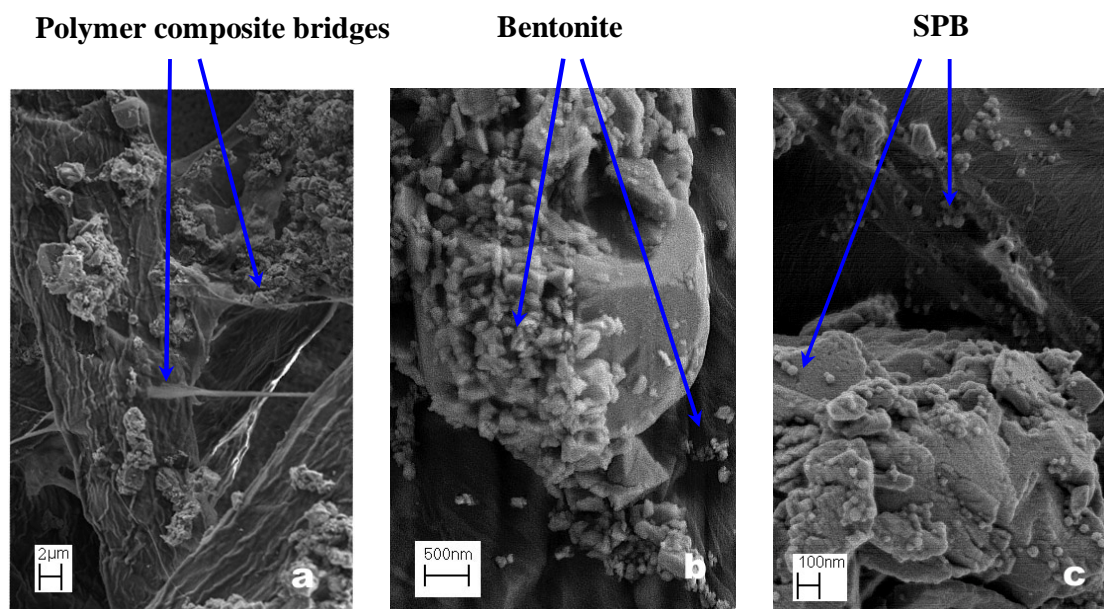 Polymer composite bridges
Bentonite
SPB
2µm
a
500nm
b
100nm
c